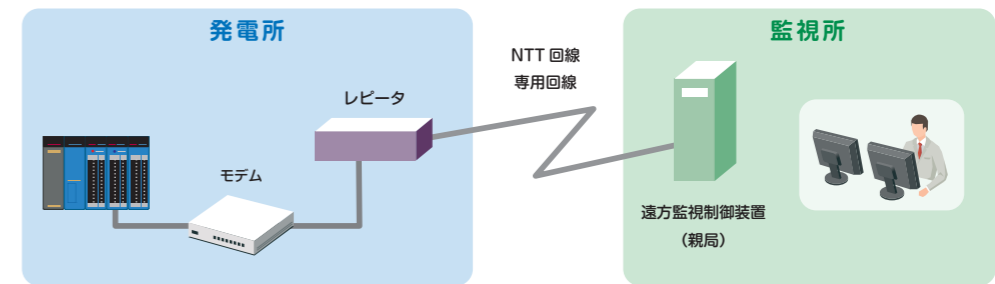 発電所
監視所
NTT 回線
専用回線
レピータ
モデム
遠方監視制御装置
（親局）